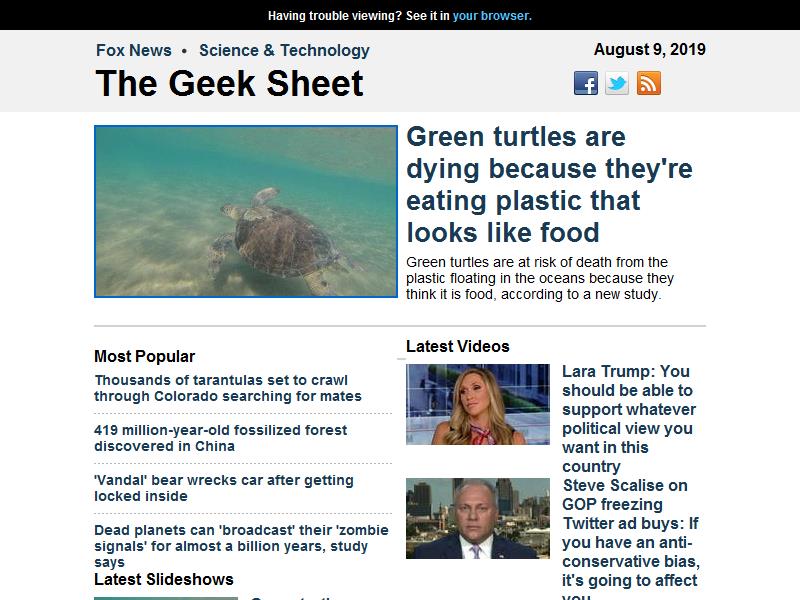 Having trouble viewing? See it in your browser.
Fox News • Science & Technology
August 9, 2019
The Geek Sheet
Green turtles are
dying because they're
eating plastic that
looks like food
Green turtles are at risk of death from the
plastic floating in the oceans because they
think it is food, according to a new study.
Most Popular
Thousands of tarantulas set to crawl
through Colorado searching for mates
419 million-year-old fossilized forest
discovered in China
'Vandal' bear wrecks car after getting
locked inside
Dead planets can 'broadcast' their 'zombie
signals' for almost a billion years, study
says
Latest Slideshows
Latest Videos
Lara Trump: You
should be able to
support whatever
political view you
want in this
country
Steve Scalise on
GOP freezing
Twitter ad buys: If
you have an anti-
conservative bias,
it's going to affect
you